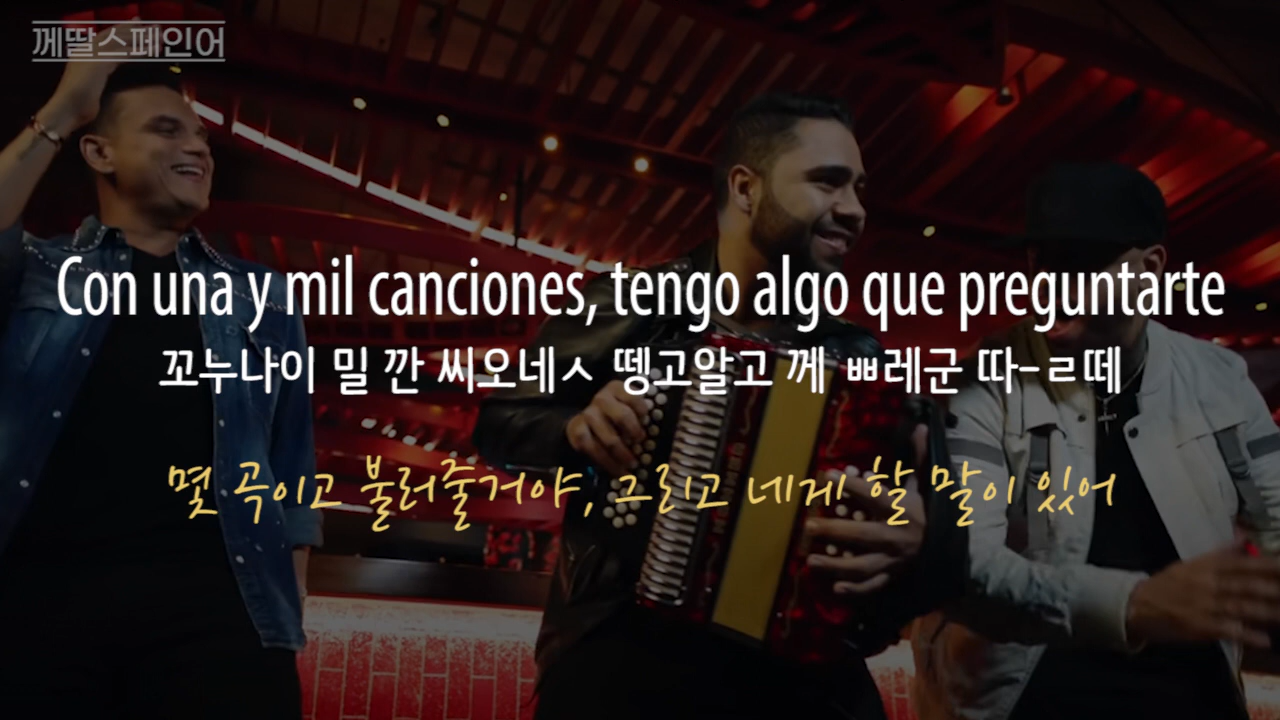 께딸스페인어
Con una y mil canciones, tengo algo que preguntarte
꼬누나이 밀 깐 씨오네ㅅ 뗑고알고 께 ㅃ레군 따-ㄹ떼
몇 곡이고 불러줄거야, 그리고 네게 할 말이 있어